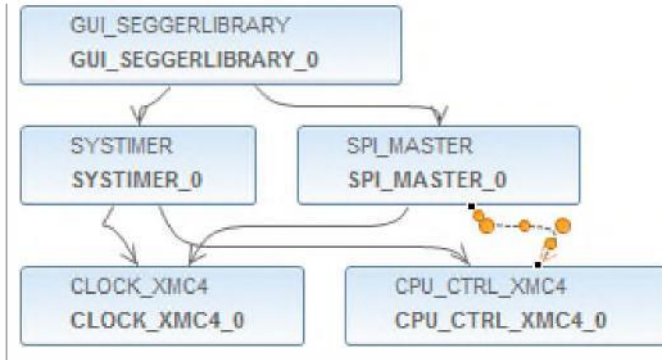 GUI_SEGGERLIBRARY
GUI_SEGGERLIBRARY_0
SYSTIMER
SYSTIMER_0
SPI_MASTER
SPI_MASTER_0
CLOCK_XMC4
CLOCK_XMC4_0
CPU_CTRL_XMC4
CPU_CTRL_XMC4_0